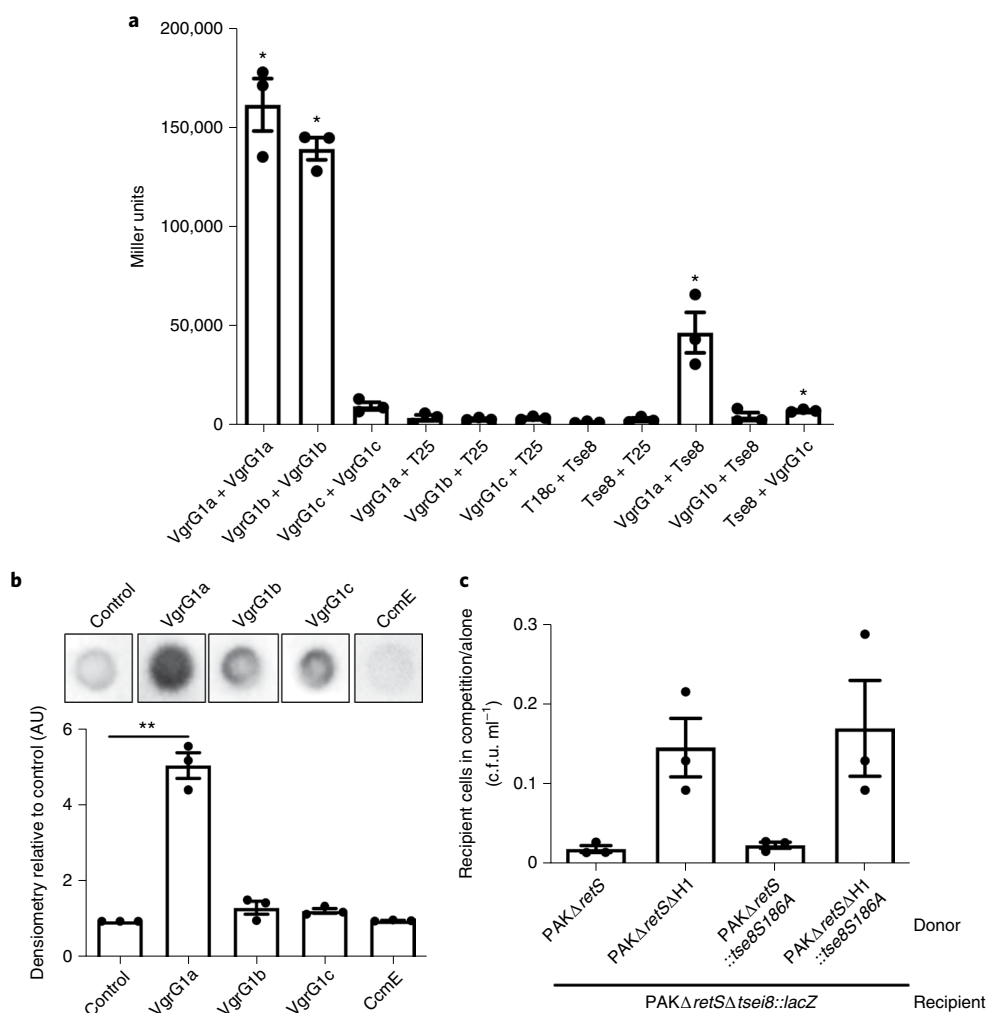 a
200,000
150,000
100,000
50,000
0
Miller units
*
*
*
*
VgrG1a + VgrG1a
VgrG1b + VgrG1b
VgrG1c + VgrG1c
VgrG1a + T25
VgrG1b + T25
VgrG1c + T25
T18c + Tse8
Tse8 + T25
VgrG1a + Tse8
VgrG1b + Tse8
Tse8 + VgrG1c
b
Control
VgrG1a
VgrG1b
VgrG1c
CcmE
Densiometry relative to control (AU)
6
4
2
0
**
Control
VgrG1a
VgrG1b
VgrG1c
CcmE
c
Recipient cells in competition/alone
(c.f.u. ml⁻¹)
0.3
0.2
0.1
0
PAKΔretS
PAKΔretSΔH1
PAKΔretS
::tse8S186A
PAKΔretSΔH1
::tse8S186A
Donor
PAKΔretSΔtsei8::lacZ
Recipient